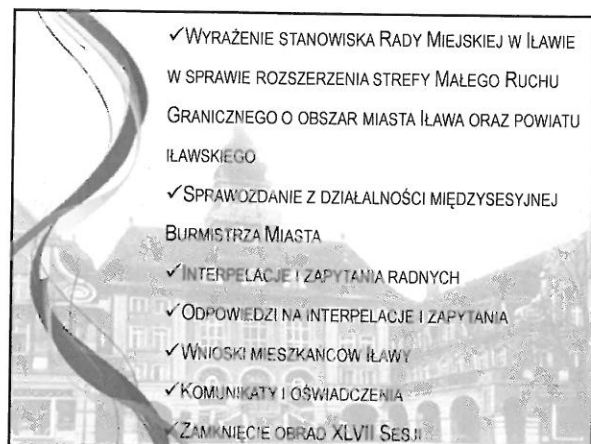 ✓WYRAŻENIE STANOWISKA RADY MIEJSKIEJ W IŁAWIE
W SPRAWIE ROZSZERZENIA STREFY MAŁEGO RUCHU
GRANICZNEGO O OBSZAR MIASTA IŁAWA ORAZ POWIATU
IŁAWSKIEGO
✓SPRAWOZDANIE Z DZIAŁALNOŚCI MIĘDZYSESYJNEJ
BURMISTRZA MIASTA
✓INTERPELACJE I ZAPYTANIA RADNYCH
✓ODPOWIEDZI NA INTERPELACJE I ZAPYTANIA
✓WNIOSKI MIESZKAŃCÓW IŁAWY
✓KOMUNIKATY I OŚWIADCZENIA
✓ZAMKNIĘCIE OBRAD XLVII SESJI